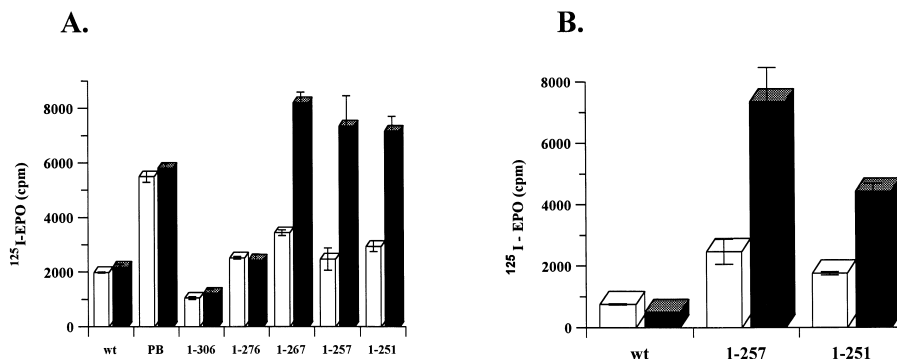 A.
B.
125I-EPO (cpm)
8000
6000
4000
2000
0
wt PB 1-306 1-276 1-267 1-257 1-251
125I - EPO (cpm)
8000
6000
4000
2000
0
wt 1-257 1-251